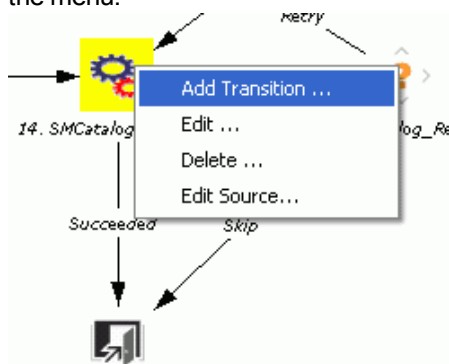 the menu.
Retry
Add Transition ...
14. SMCatalog
Edit ...
log_Re
Delete ...
Edit Source...
Succeeded
Skip